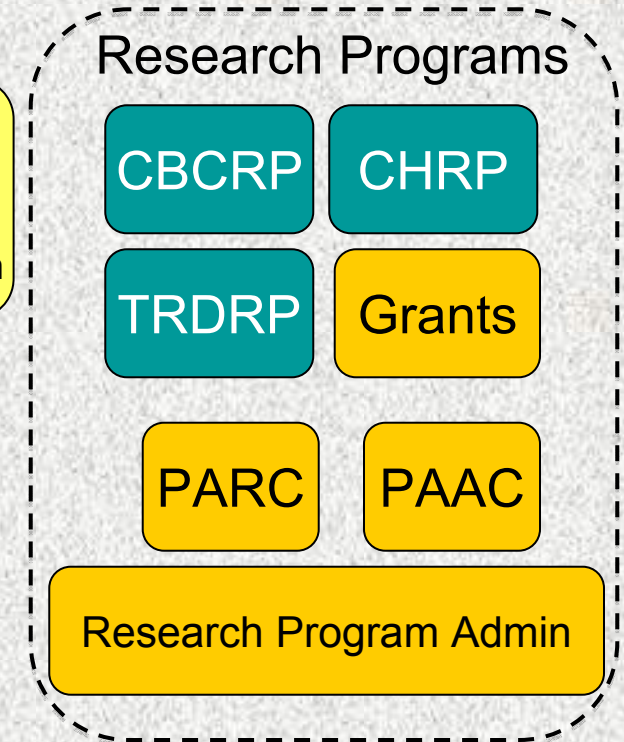 Research Programs
CBCRP CHRP
TRDRP Grants
PARC PAAC
Research Program Admin